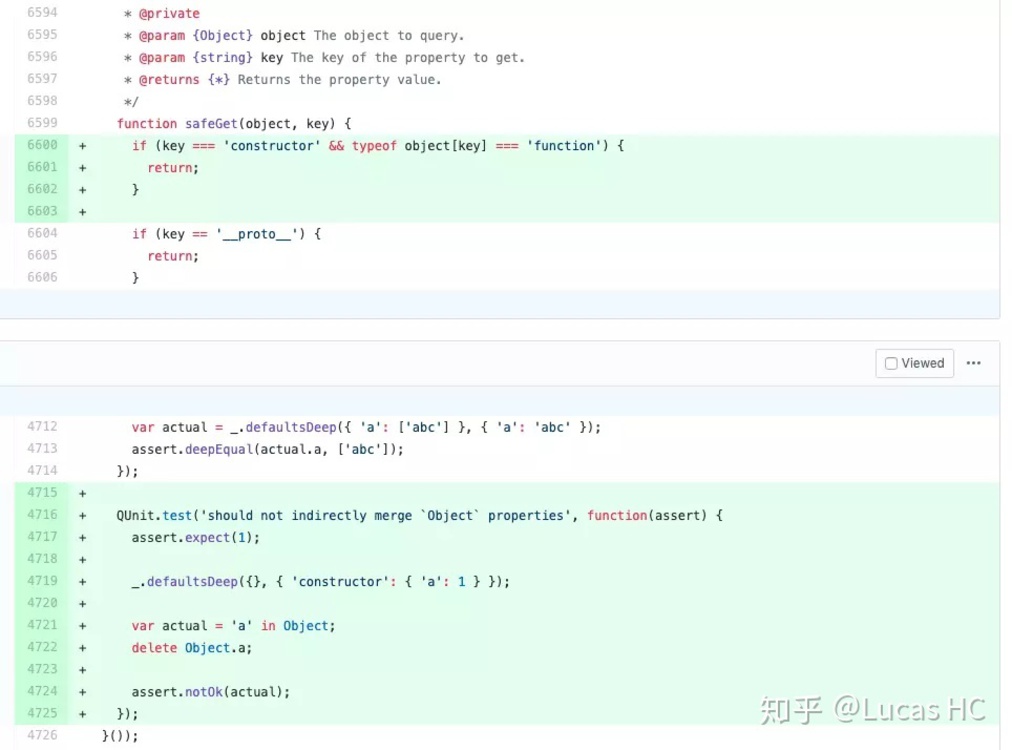 6594 * @private
6595 * @param {Object} object The object to query.
6596 * @param {string} key The key of the property to get.
6597 * @returns {*} Returns the property value.
6598 */
6599 function safeGet(object, key) {
6600 + if (key === 'constructor' && typeof object[key] === 'function') {
6601 + return;
6602 + }
6603 +
6604 if (key == '__proto__') {
6605 return;
6606 }
Viewed ...
4712 var actual = _.defaultsDeep({ 'a': ['abc'] }, { 'a': 'abc' });
4713 assert.deepEqual(actual.a, ['abc']);
4714 });
4715 +
4716 + QUnit.test('should not indirectly merge `Object` properties', function(assert) {
4717 + assert.expect(1);
4718 +
4719 + _.defaultsDeep({}, { 'constructor': { 'a': 1 } });
4720 +
4721 + var actual = 'a' in Object;
4722 + delete Object.a;
4723 +
4724 + assert.notOk(actual);
4725 + });
4726 }());
知乎 @Lucas HC